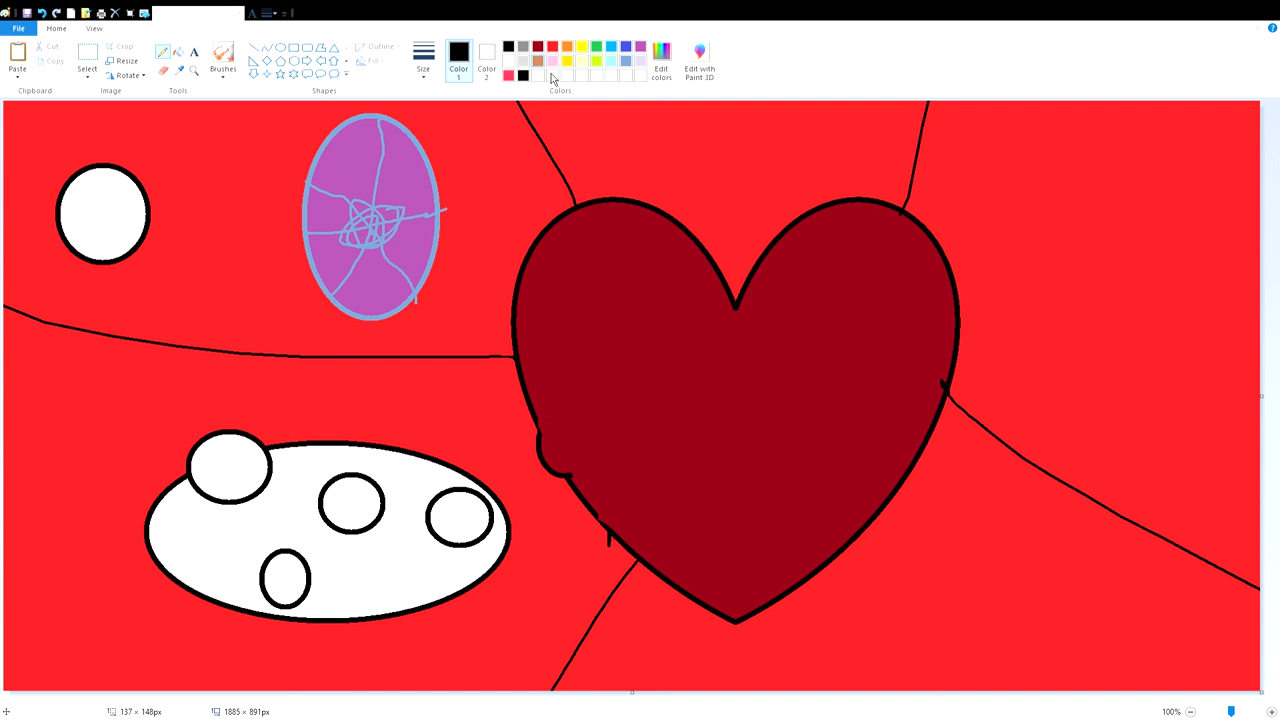 File Home View
Paste Cut Copy Clipboard
Select Crop Resize Rotate Image
Tools
Brushes
Outline Fill Shapes
Size
Color 1
Color 2
Edit colors
Edit with Paint 3D
Colors
137 × 148px 1885 × 891px 100%